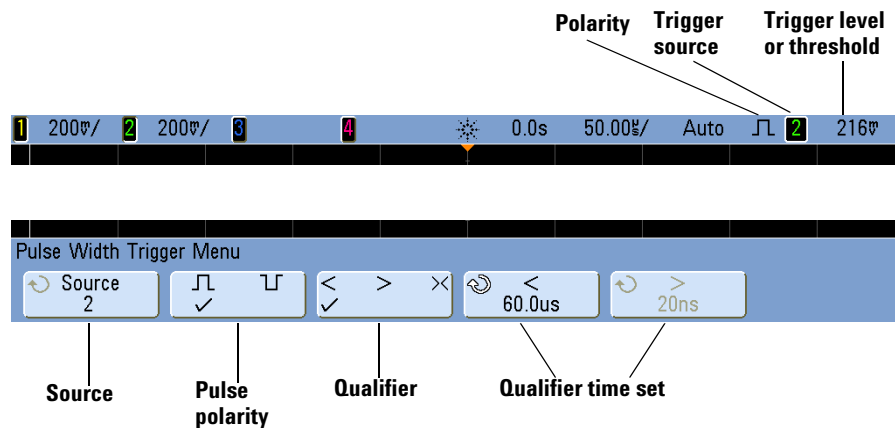 Polarity
Trigger source
Trigger level or threshold
1 200mV/ 2 200mV/ 3 4 0.0s 50.00us/ Auto 2 216mV
Pulse Width Trigger Menu
Source 2
< > ><
< 60.0us
> 20ns
Source
Pulse polarity
Qualifier
Qualifier time set